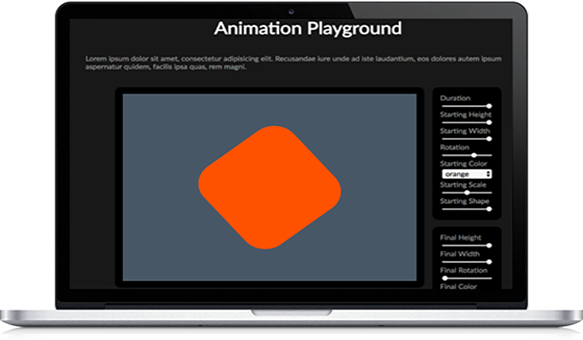 Animation Playground
Lorem ipsum dolor sit amet, consectetur adipisicing elit. Recusandae iure unde ad iste laudantium, eos dolores autem ipsum
aspernatur quidem, facilis ipsa quas, rem magni.
Duration
Starting Height
Starting Width
Rotation
Starting Color
orange
Starting Scale
Starting Shape
Final Height
Final Width
Final Rotation
Final Color